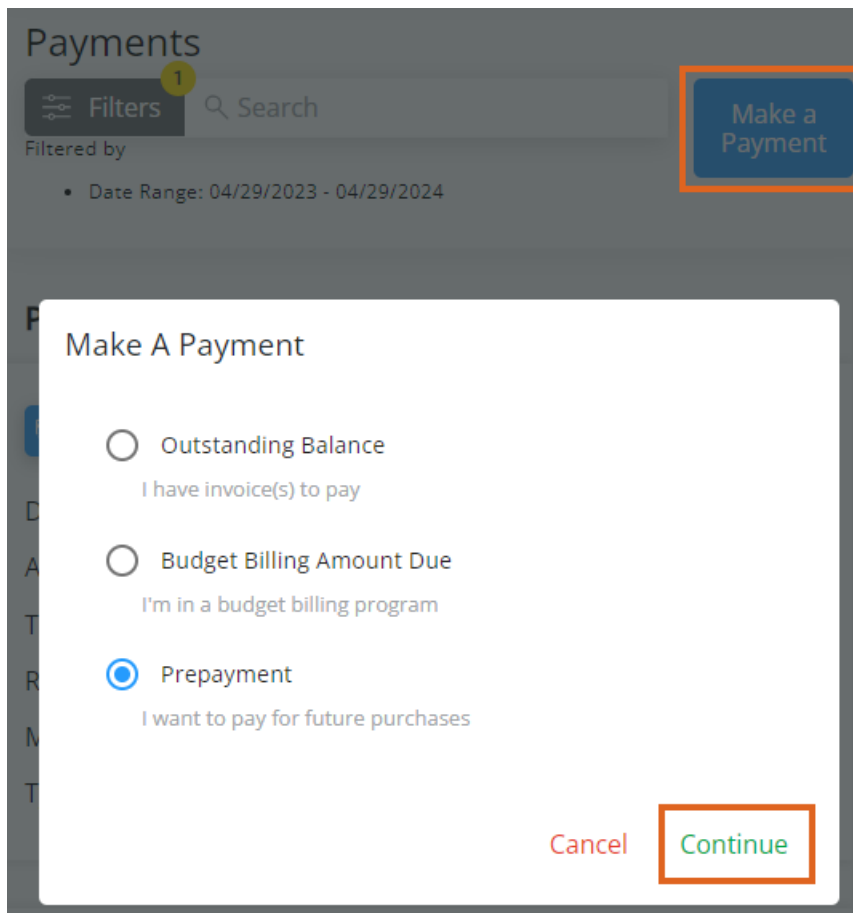 Payments
1
Filters
Search
Make a
Payment
Filtered by
• Date Range: 04/29/2023 - 04/29/2024
P
Make A Payment
Outstanding Balance
I have invoice(s) to pay
D
Budget Billing Amount Due
A
I'm in a budget billing program
T
Prepayment
R
I want to pay for future purchases
M
T
Cancel
Continue